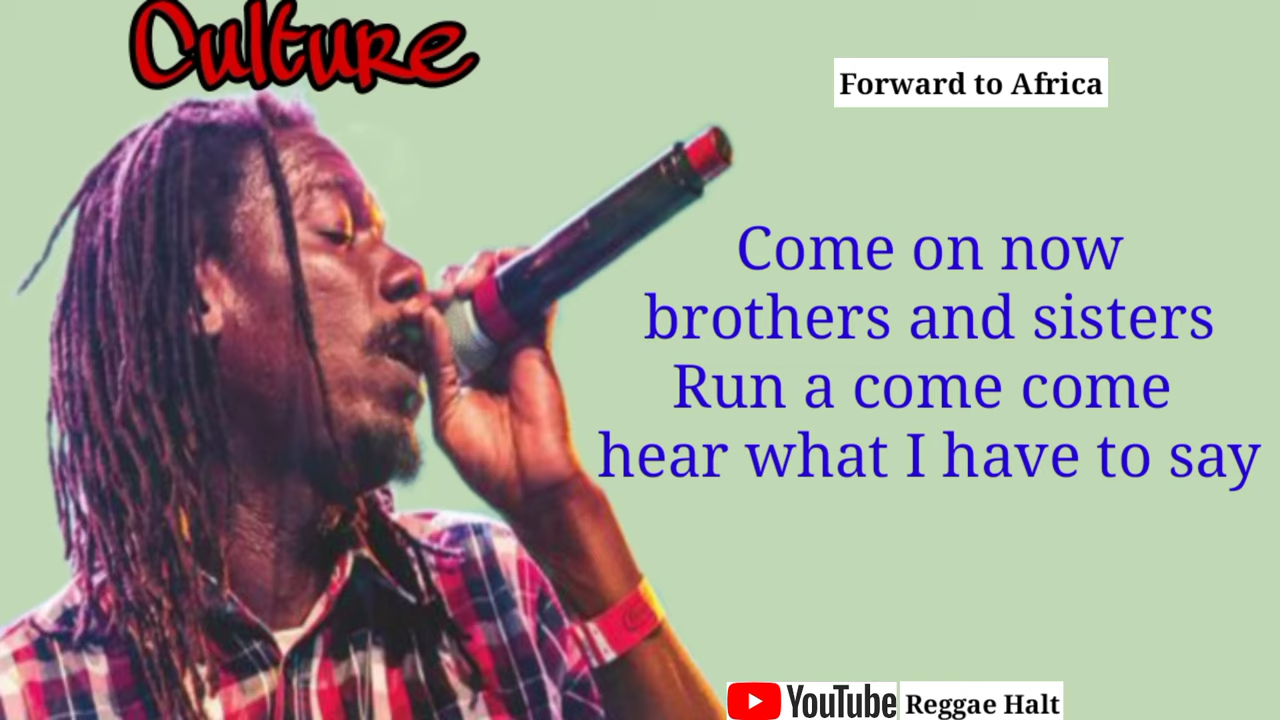 Culture
Forward to Africa
Come on now
brothers and sisters
Run a come come
hear what I have to say
YouTube Reggae Halt